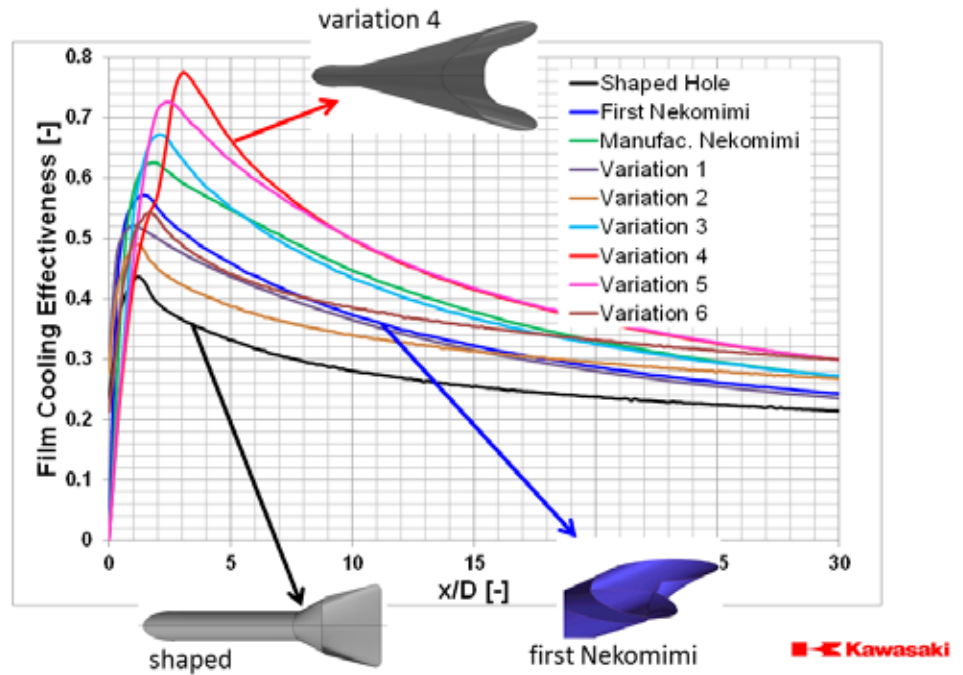 variation 4
0.8
0.7
0.6
0.5
0.4
0.3
0.2
0.1
0
Film Cooling Effectiveness [-]
Shaped Hole
First Nekomimi
Manufac. Nekomimi
Variation 1
Variation 2
Variation 3
Variation 4
Variation 5
Variation 6
0 5 10 15 5 30
x/D [-]
shaped
first Nekomimi
Kawasaki